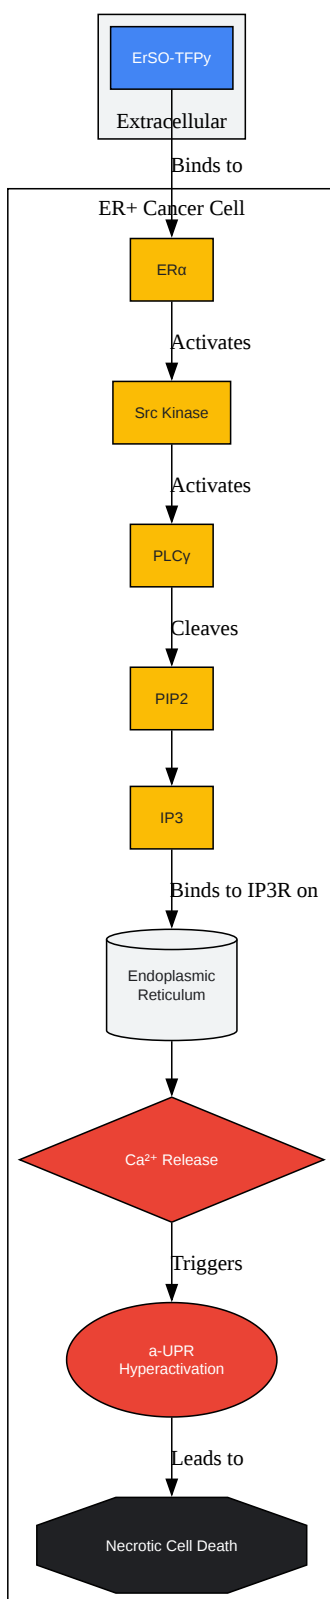 ErSO-TFPy
Extracellular
Binds to
ER+ Cancer Cell
ERα
Activates
Src Kinase
Activates
PLCγ
Cleaves
PIP2
IP3
Binds to IP3R on
Endoplasmic
Reticulum
Ca²⁺ Release
Triggers
a-UPR
Hyperactivation
Leads to
Necrotic Cell Death